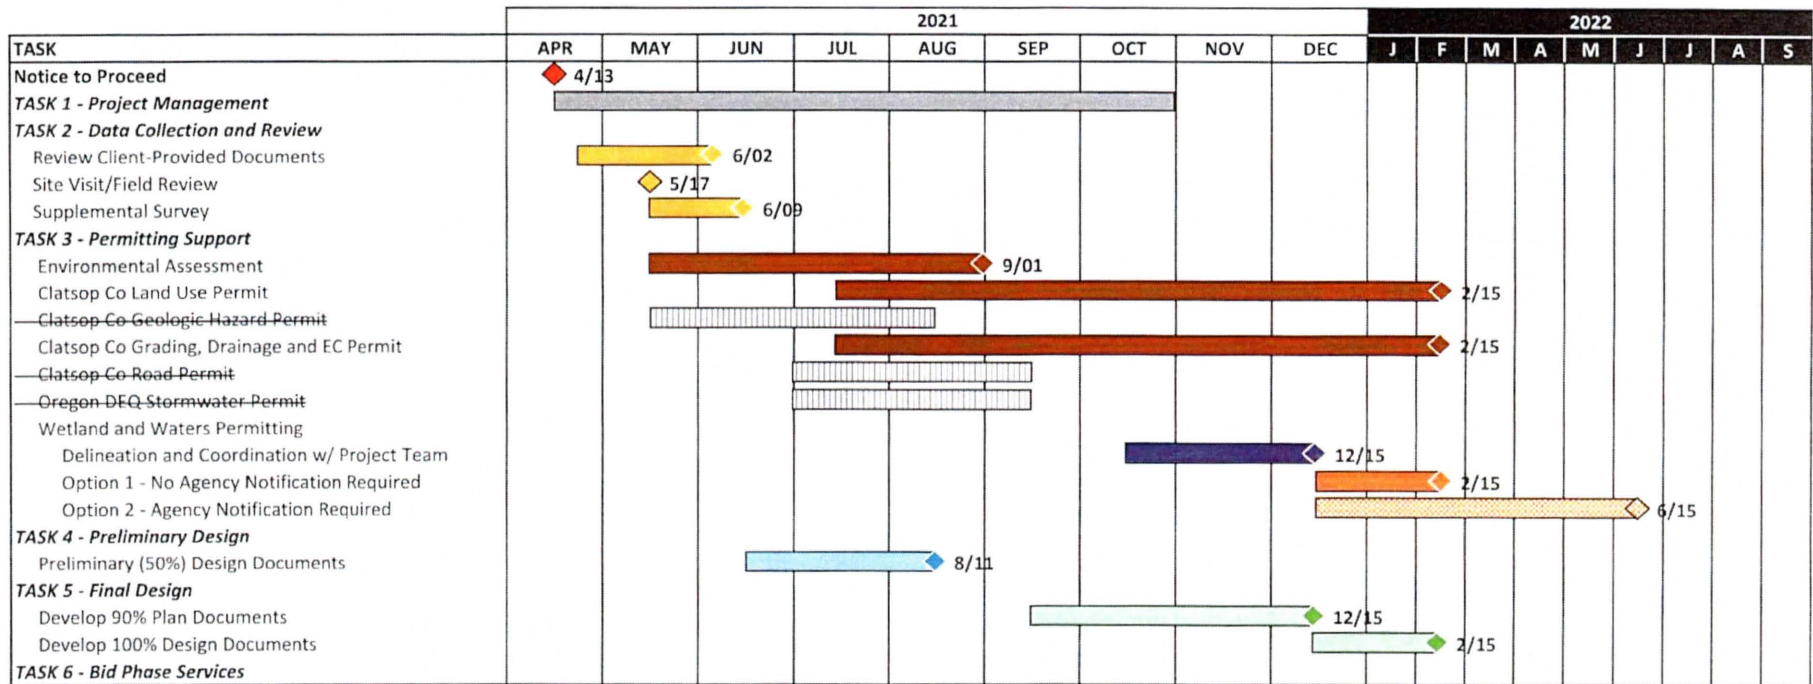 2021 2022
TASK APR MAY JUN JUL AUG SEP OCT NOV DEC J F M A M J J A S
Notice to Proceed 4/13
TASK 1 - Project Management
TASK 2 - Data Collection and Review
Review Client-Provided Documents 6/02
Site Visit/Field Review 5/17
Supplemental Survey 6/09
TASK 3 - Permitting Support
Environmental Assessment 9/01
Clatsop Co Land Use Permit 2/15
Clatsop Co Geologic Hazard Permit
Clatsop Co Grading, Drainage and EC Permit 2/15
Clatsop Co Road Permit
Oregon DEQ Stormwater Permit
Wetland and Waters Permitting
Delineation and Coordination w/ Project Team 12/15
Option 1 - No Agency Notification Required 2/15
Option 2 - Agency Notification Required 6/15
TASK 4 - Preliminary Design
Preliminary (50%) Design Documents 8/11
TASK 5 - Final Design
Develop 90% Plan Documents 12/15
Develop 100% Design Documents 2/15
TASK 6 - Bid Phase Services